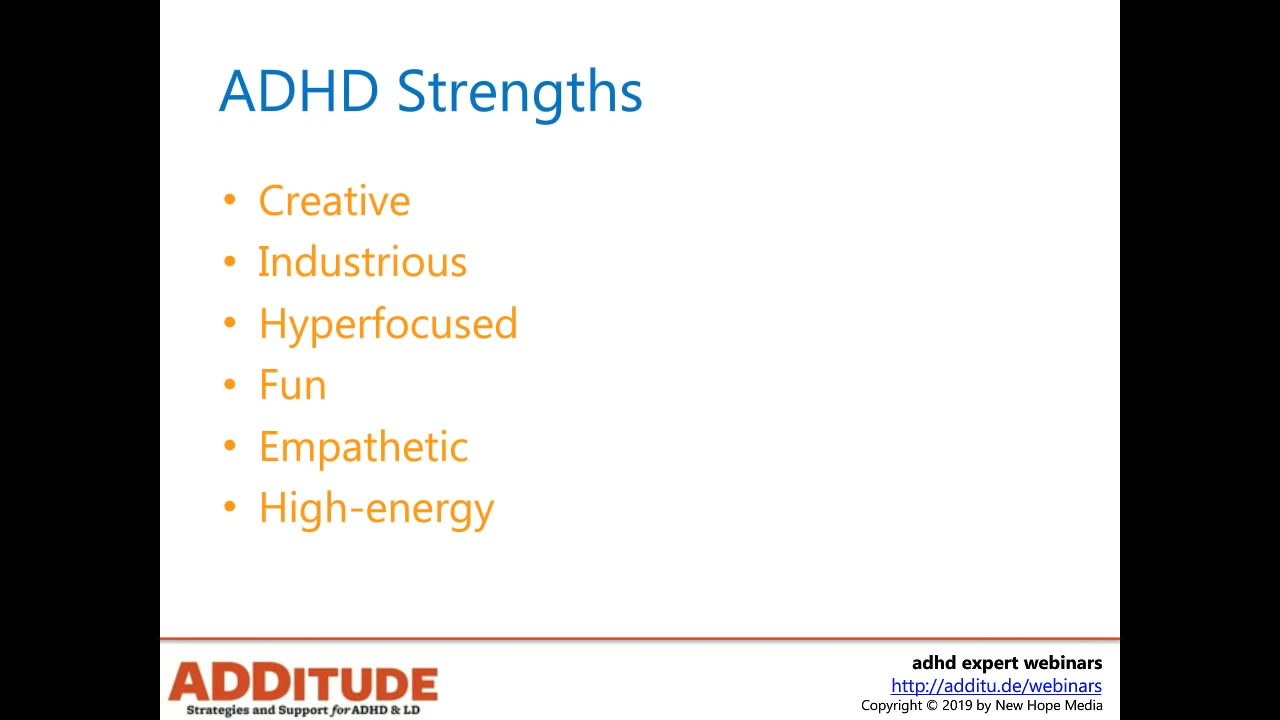 ADHD Strengths
• Creative
• Industrious
• Hyperfocused
• Fun
• Empathetic
• High-energy
ADDITUDE
Strategies and Support for ADHD & LD
adhd expert webinars
http://additu.de/webinars
Copyright © 2019 by New Hope Media